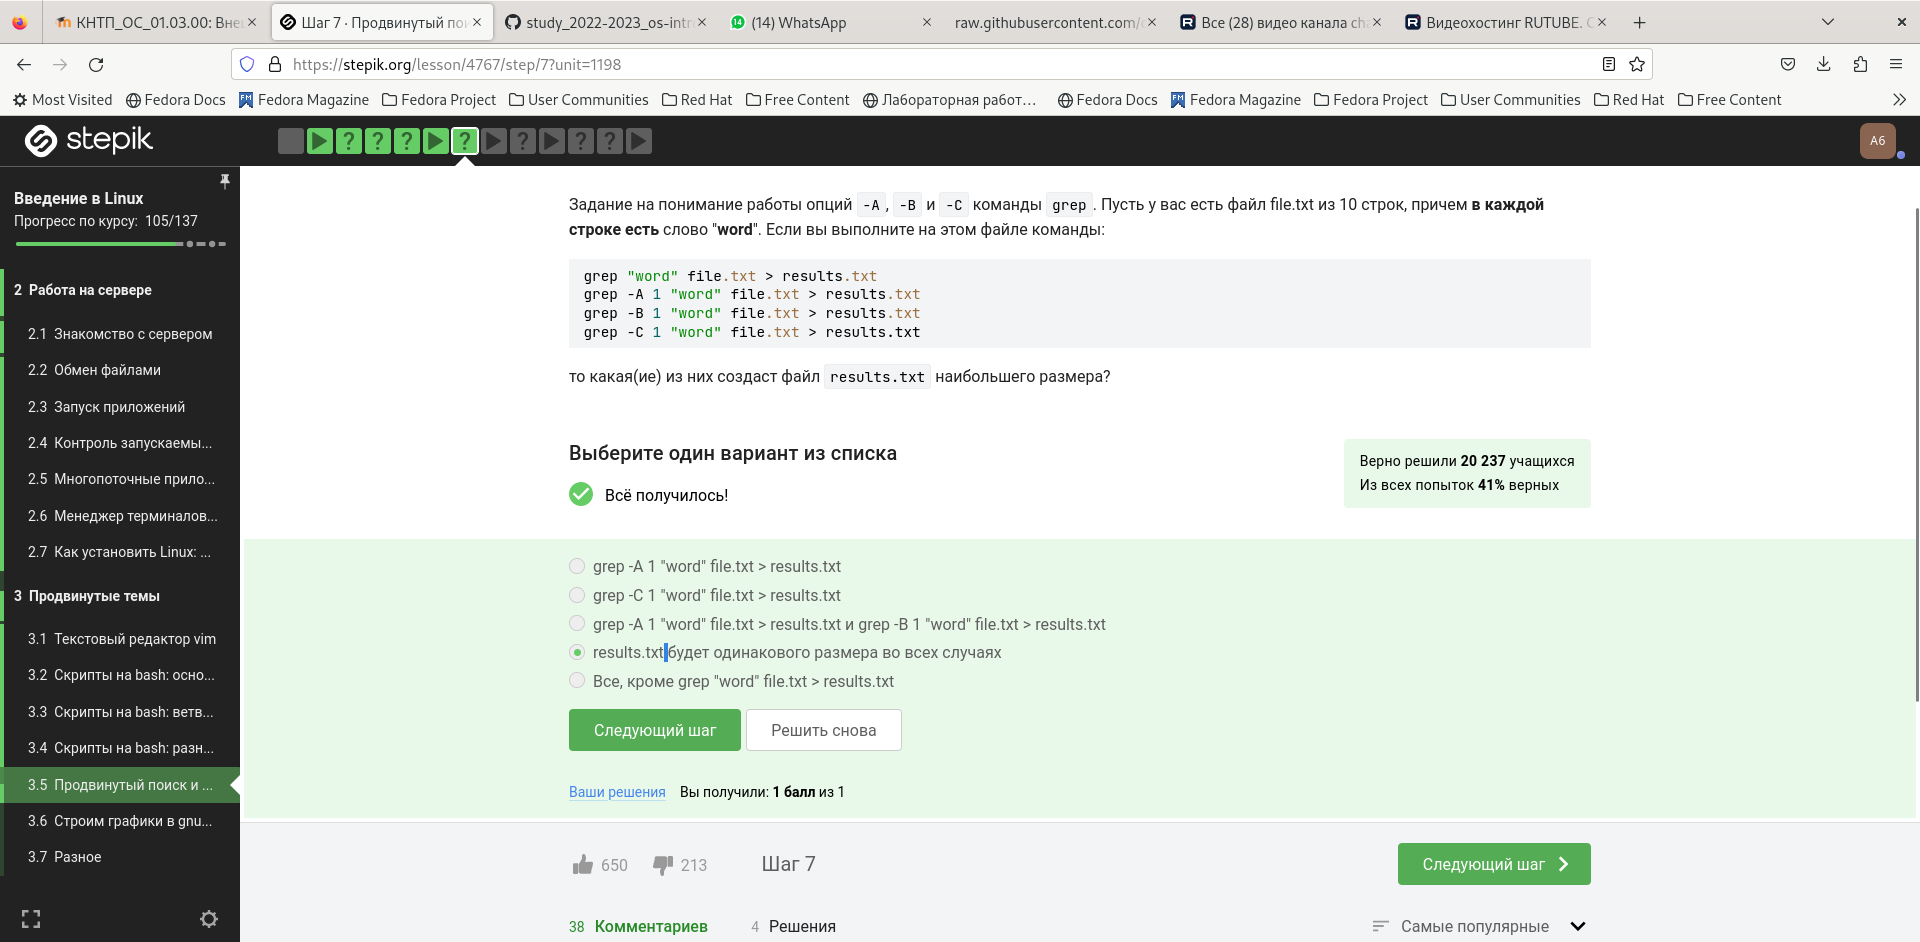 КНТП_ОС_01.03.00: Вне
Шаг 7 · Продвинутый по
study_2022-2023_os-intr
14
(14) WhatsApp
raw.githubusercontent.com/
Все (28) видео канала
Видеохостинг RUTUBE.
https://stepik.org/lesson/4767/step/7?unit=1198
Most Visited
Fedora Docs
Fedora Magazine
Fedora Project
User Communities
Red Hat
Free Content
Лабораторная работ…
Fedora Docs
Fedora Magazine
Fedora Project
User Communities
Red Hat
Free Content
stepik
A6
Введение в Linux
Прогресс по курсу: 105/137
2 Работа на сервере
2.1 Знакомство с сервером
2.2 Обмен файлами
2.3 Запуск приложений
2.4 Контроль запускаемы...
2.5 Многопоточные прило...
2.6 Менеджер терминалов...
2.7 Как установить Linux: ...
3 Продвинутые темы
3.1 Текстовый редактор vim
3.2 Скрипты на bash: осно...
3.3 Скрипты на bash: ветв...
3.4 Скрипты на bash: разн...
3.5 Продвинутый поиск и ...
3.6 Строим графики в gnu...
3.7 Разное
Задание на понимание работы опций -A, -B и -C команды grep. Пусть у вас есть файл file.txt из 10 строк, причем в каждой
строке есть слово "word". Если вы выполните на этом файле команды:
grep "word" file.txt > results.txt
grep -A 1 "word" file.txt > results.txt
grep -B 1 "word" file.txt > results.txt
grep -C 1 "word" file.txt > results.txt
то какая(ие) из них создаст файл results.txt наибольшего размера?
Выберите один вариант из списка
Всё получилось!
Верно решили 20 237 учащихся
Из всех попыток 41% верных
grep -A 1 "word" file.txt > results.txt
grep -C 1 "word" file.txt > results.txt
grep -A 1 "word" file.txt > results.txt и grep -B 1 "word" file.txt > results.txt
results.txt будет одинакового размера во всех случаях
Все, кроме grep "word" file.txt > results.txt
Следующий шаг
Решить снова
Ваши решения
Вы получили: 1 балл из 1
650
213
Шаг 7
Следующий шаг
38 Комментариев
4 Решения
Самые популярные